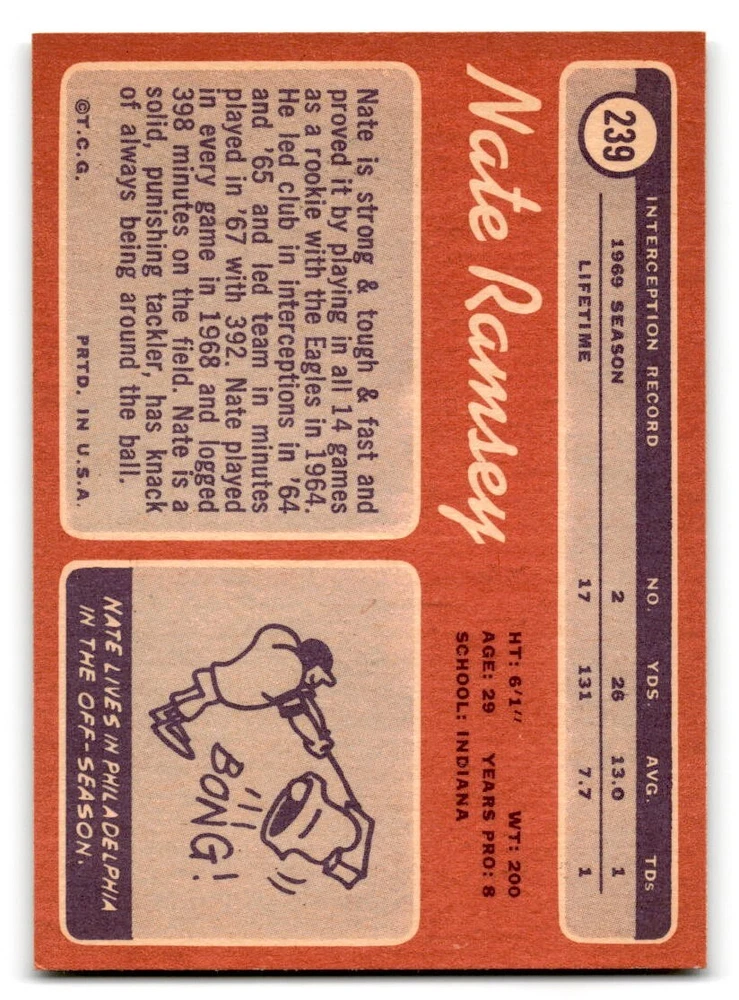 239
INTERCEPTION RECORD NO. YDS. AVG. TDs
1969 SEASON 2 26 13.0 1
LIFETIME 17 131 7.7 1
Nate Ramsey
HT: 6'1" WT: 200
AGE: 29 YEARS PRO: 8
SCHOOL: INDIANA
Nate is strong & tough & fast and
proved it by playing in all 14 games
as a rookie with the Eagles in 1964.
He led club in interceptions in '64
and '65 and led team in minutes
played in '67 with 392. Nate played
in every game in 1968 and logged
398 minutes on the field. Nate is a
solid, punishing tackler, has knack
of always being around the ball.
©T.C.G. PRTD. IN U.S.A.
BONG!
NATE LIVES IN PHILADELPHIA
IN THE OFF-SEASON.